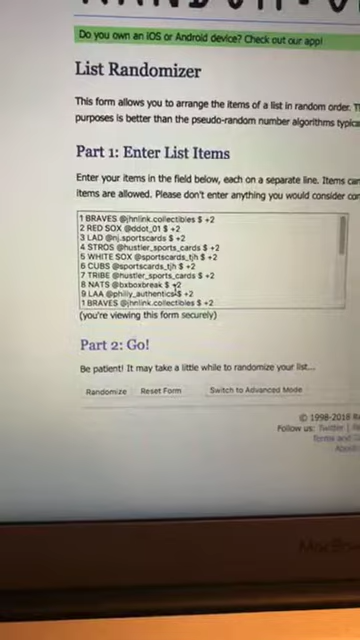 Do you own an iOS or Android device? Check out our app!
List Randomizer
This form allows you to arrange the items of a list in random order.
purposes is better than the pseudo-random number algorithms
Part 1: Enter List Items
Enter your items in the field below, each on a separate line. Items
items are allowed. Please don't enter anything you would consider
1 BRAVES @jhnlink.collectibles $ +2
2 RED SOX @ddot_01 $ +2
3 LAD @nj.sportscards $ +2
4 STROS @hustler_sports_cards $ +2
5 WHITE SOX @sportscards_tjh $ +2
6 CUBS @sportscards_tjh $ +2
7 TRIBE @hustler_sports_cards $ +2
8 NATS @bxboxbreak $ +2
9 LAA @philly_authentics $ +2
1 BRAVES @jhnlink.collectibles $ +2
(you're viewing this form securely)
Part 2: Go!
Be patient! It may take a little while to randomize your list...
Randomize Reset Form Switch to Advanced Mode
© 1998-2018
Follow us: Twitter |
Terms and